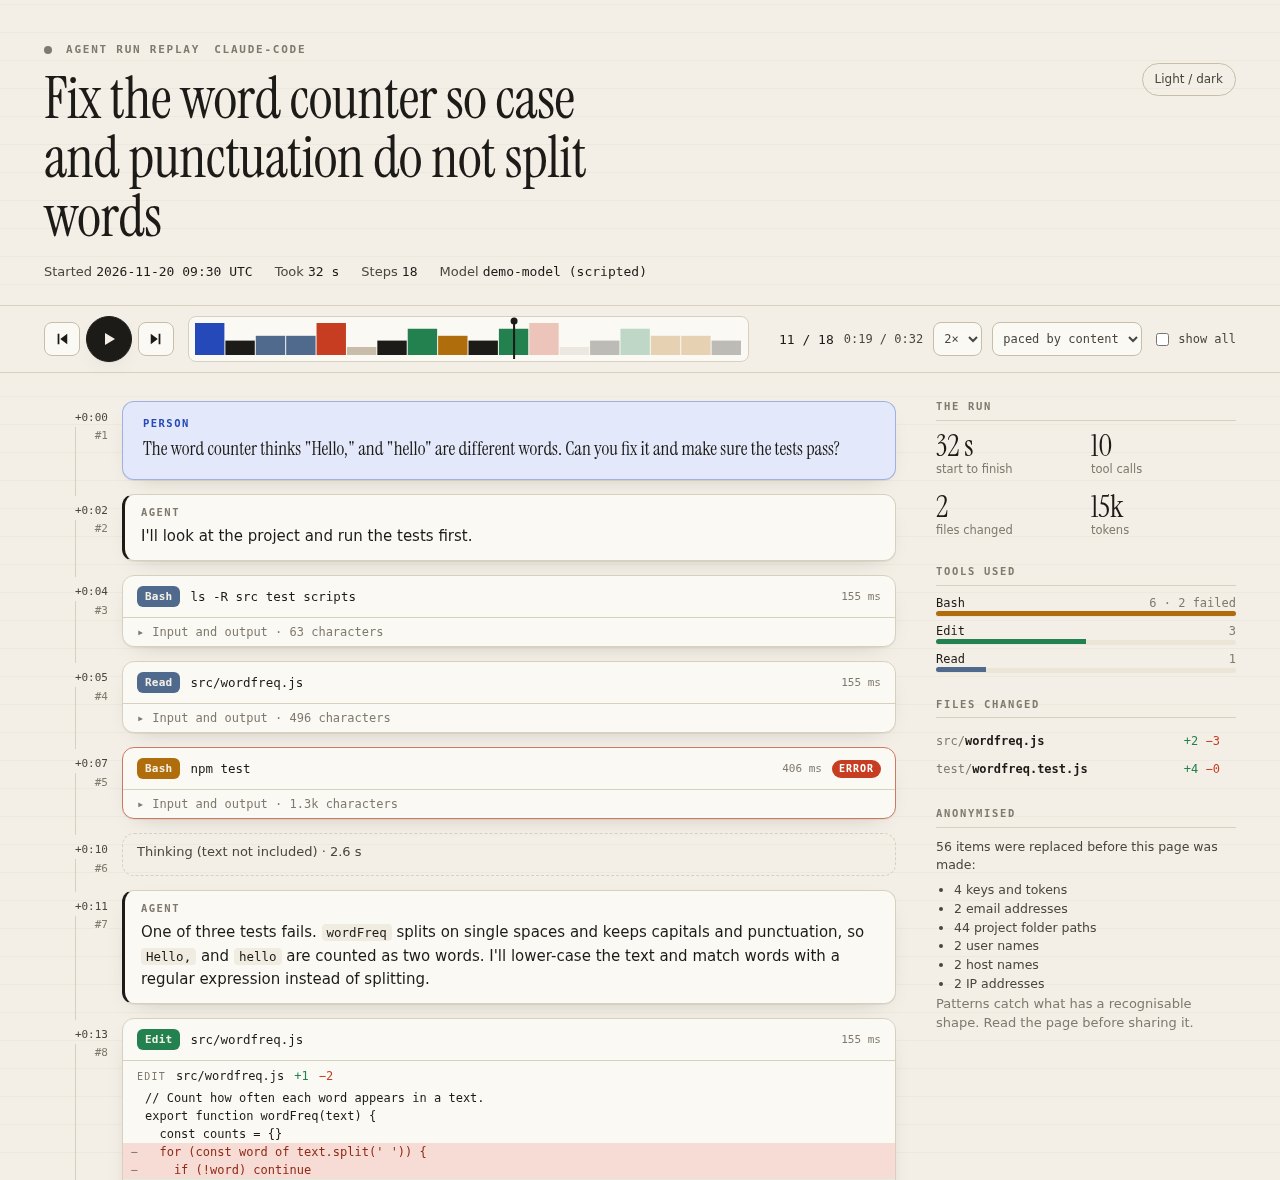 AGENT RUN REPLAY CLAUDE-CODE
Fix the word counter so case
and punctuation do not split
words
Light / dark
Started 2026-11-20 09:30 UTC Took 32 s Steps 18 Model demo-model (scripted)
11 / 18 0:19 / 0:32 2× paced by content show all
+0:00
#1
PERSON
The word counter thinks "Hello," and "hello" are different words. Can you fix it and make sure the tests pass?
+0:02
#2
AGENT
I'll look at the project and run the tests first.
+0:04
#3
Bash ls -R src test scripts 155 ms
▸ Input and output · 63 characters
+0:05
#4
Read src/wordfreq.js 155 ms
▸ Input and output · 496 characters
+0:07
#5
Bash npm test 406 ms ERROR
▸ Input and output · 1.3k characters
+0:10
#6
Thinking (text not included) · 2.6 s
+0:11
#7
AGENT
One of three tests fails. wordFreq splits on single spaces and keeps capitals and punctuation, so
Hello, and hello are counted as two words. I'll lower-case the text and match words with a
regular expression instead of splitting.
+0:13
#8
Edit src/wordfreq.js 155 ms
EDIT src/wordfreq.js +1 −2
// Count how often each word appears in a text.
export function wordFreq(text) {
const counts = {}
− for (const word of text.split(' ')) {
− if (!word) continue
THE RUN
32 s
start to finish
10
tool calls
2
files changed
15k
tokens
TOOLS USED
Bash 6 · 2 failed
Edit 3
Read 1
FILES CHANGED
src/wordfreq.js +2 −3
test/wordfreq.test.js +4 −0
ANONYMISED
56 items were replaced before this page was
made:
• 4 keys and tokens
• 2 email addresses
• 44 project folder paths
• 2 user names
• 2 host names
• 2 IP addresses
Patterns catch what has a recognisable
shape. Read the page before sharing it.